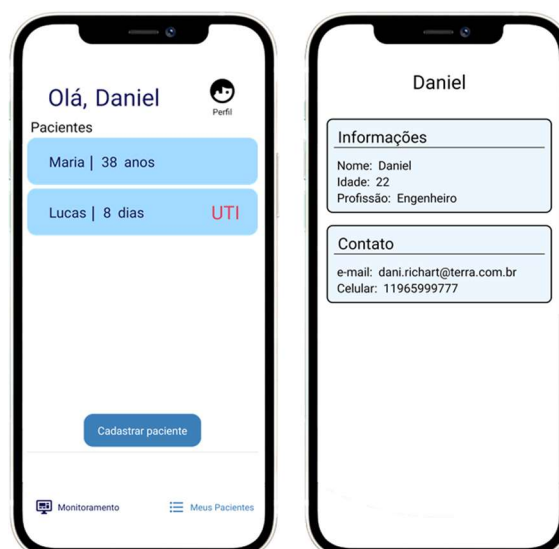 Olá, Daniel
Perfil
Pacientes
Maria | 38 anos
Lucas | 8 dias UTI
Cadastrar paciente
Monitoramento
Meus Pacientes
Daniel
Informações
Nome: Daniel
Idade: 22
Profissão: Engenheiro
Contato
e-mail: dani.richart@terra.com.br
Celular: 11965999777